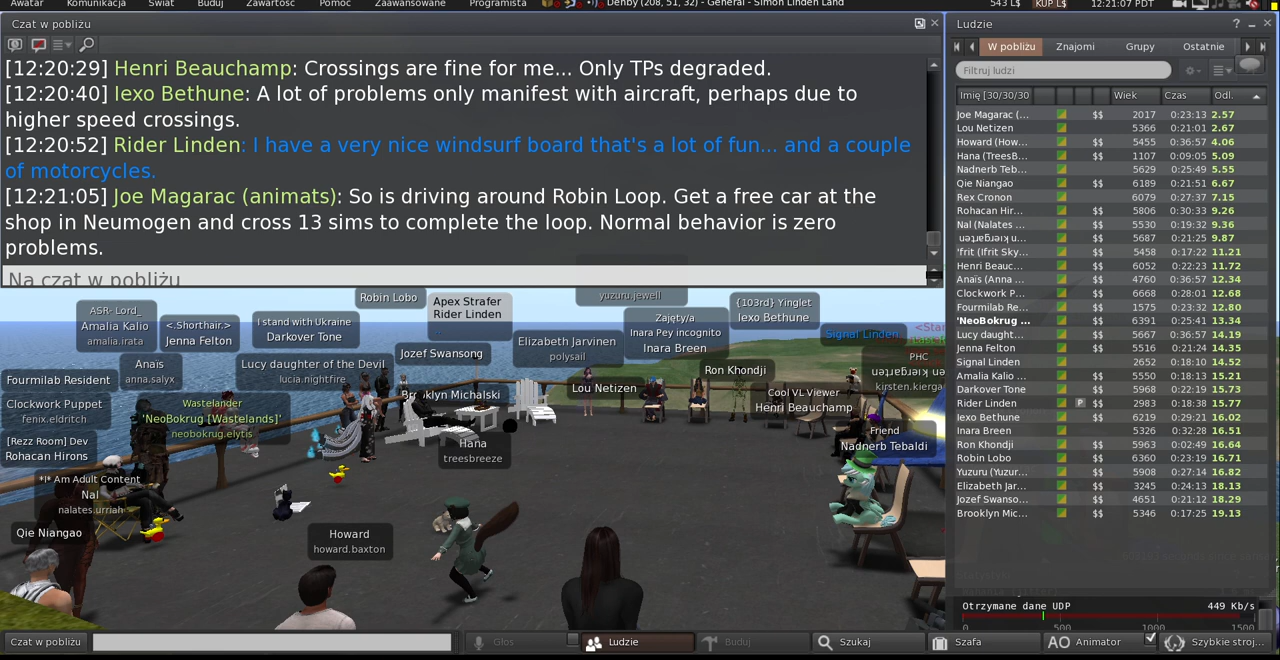 Awatar Komunikacja Świat Buduj Zawartość Pomoc Zaawansowane Programista Denby (208, 51, 32) - General - Simon Linden Land 543 L$ KUP L$ 12:21:07 PDT
Czat w pobliżu
[12:20:29] Henri Beauchamp: Crossings are fine for me... Only TPs degraded.
[12:20:40] Iexo Bethune: A lot of problems only manifest with aircraft, perhaps due to
higher speed crossings.
[12:20:52] Rider Linden: I have a very nice windsurf board that's a lot of fun... and a couple
of motorcycles.
[12:21:05] Joe Magarac (animats): So is driving around Robin Loop. Get a free car at the
shop in Neumogen and cross 13 sims to complete the loop. Normal behavior is zero
problems.
Na czat w pobliżu
Robin Lobo
Apex Strafer
Rider Linden
yuzuru.jewell
{103rd} Yinglet
Iexo Bethune
ASR- Lord_
Amalia Kalio
amalia.irata
<.Shorthair.>
Jenna Felton
I stand with Ukraine
Darkover Tone
Zajęty/a
Inara Pey incognito
Inara Breen
Signal Linden
Elizabeth Jarvinen
polysail
Jozef Swansong
Anaïs
anna.salyx
Lucy daughter of the Devil
lucia.nightfire
PHC
kirsten.kierga
Ron Khondji
Fourmilab Resident
Lou Netizen
Brooklyn Michalski
Cool VL Viewer
Henri Beauchamp
Clockwork Puppet
fenix.eldritch
Wastelander
'NeoBokrug [Wastelands]'
neobokrug.elytis
Friend
Nadnerb Tebaldi
[Rezz Room] Dev
Rohacan Hirons
Hana
treesbreeze
*!* Am Adult Content
Nal
nalates.urriah
Qie Niangao
Howard
howard.baxton
Ludzie
W pobliżu Znajomi Grupy Ostatnie
Filtruj ludzi
Imię [30/30/30 Wiek Czas Odl.
Joe Magarac (... $$ 2017 0:23:13 2.57
Lou Netizen 5366 0:21:01 2.67
Howard (How... $$ 5455 0:36:57 4.06
Hana (TreesB... $$ 1107 0:09:05 5.09
Nadnerb Teb... 5629 0:25:49 5.55
Qie Niangao $$ 6189 0:21:51 6.67
Rex Cronon 6079 0:27:37 7.15
Rohacan Hir... $$ 5806 0:30:33 9.26
Nal (Nalates ... $$ 5530 0:19:32 9.36
$$ 5687 0:21:25 9.87
'frit (Ifrit Sky... $$ 5458 0:17:22 11.21
Henri Beauc... $$ 6052 0:22:23 11.72
Anaïs (Anna ... $$ 4760 0:36:57 12.34
Clockwork P... $$ 6668 0:28:01 12.68
Fourmilab Re... $$ 1575 0:23:32 12.80
'NeoBokrug ... $$ 6391 0:25:41 13.34
Lucy daught... $$ 5667 0:36:57 14.19
Jenna Felton $$ 5516 0:21:24 14.35
Signal Linden 2652 0:18:10 14.52
Amalia Kalio ... $$ 5550 0:18:13 15.21
Darkover Tone $$ 5968 0:22:19 15.73
Rider Linden P $$ 2983 0:18:38 15.77
Iexo Bethune $$ 6219 0:29:21 16.02
Inara Breen 5326 0:32:28 16.51
Ron Khondji $$ 5963 0:02:49 16.64
Robin Lobo $$ 6360 0:23:19 16.71
Yuzuru (Yuzur... $$ 5908 0:27:14 16.82
Elizabeth Jar... $$ 3245 0:24:13 18.13
Jozef Swanso... $$ 4651 0:21:12 18.29
Brooklyn Mic... $$ 5346 0:17:25 19.13
Otrzymane dane UDP 449 Kb/s
0 500 1000 1500
Czat w pobliżu Głos Ludzie Buduj Szukaj Szafa AO Animator Szybkie stroj...